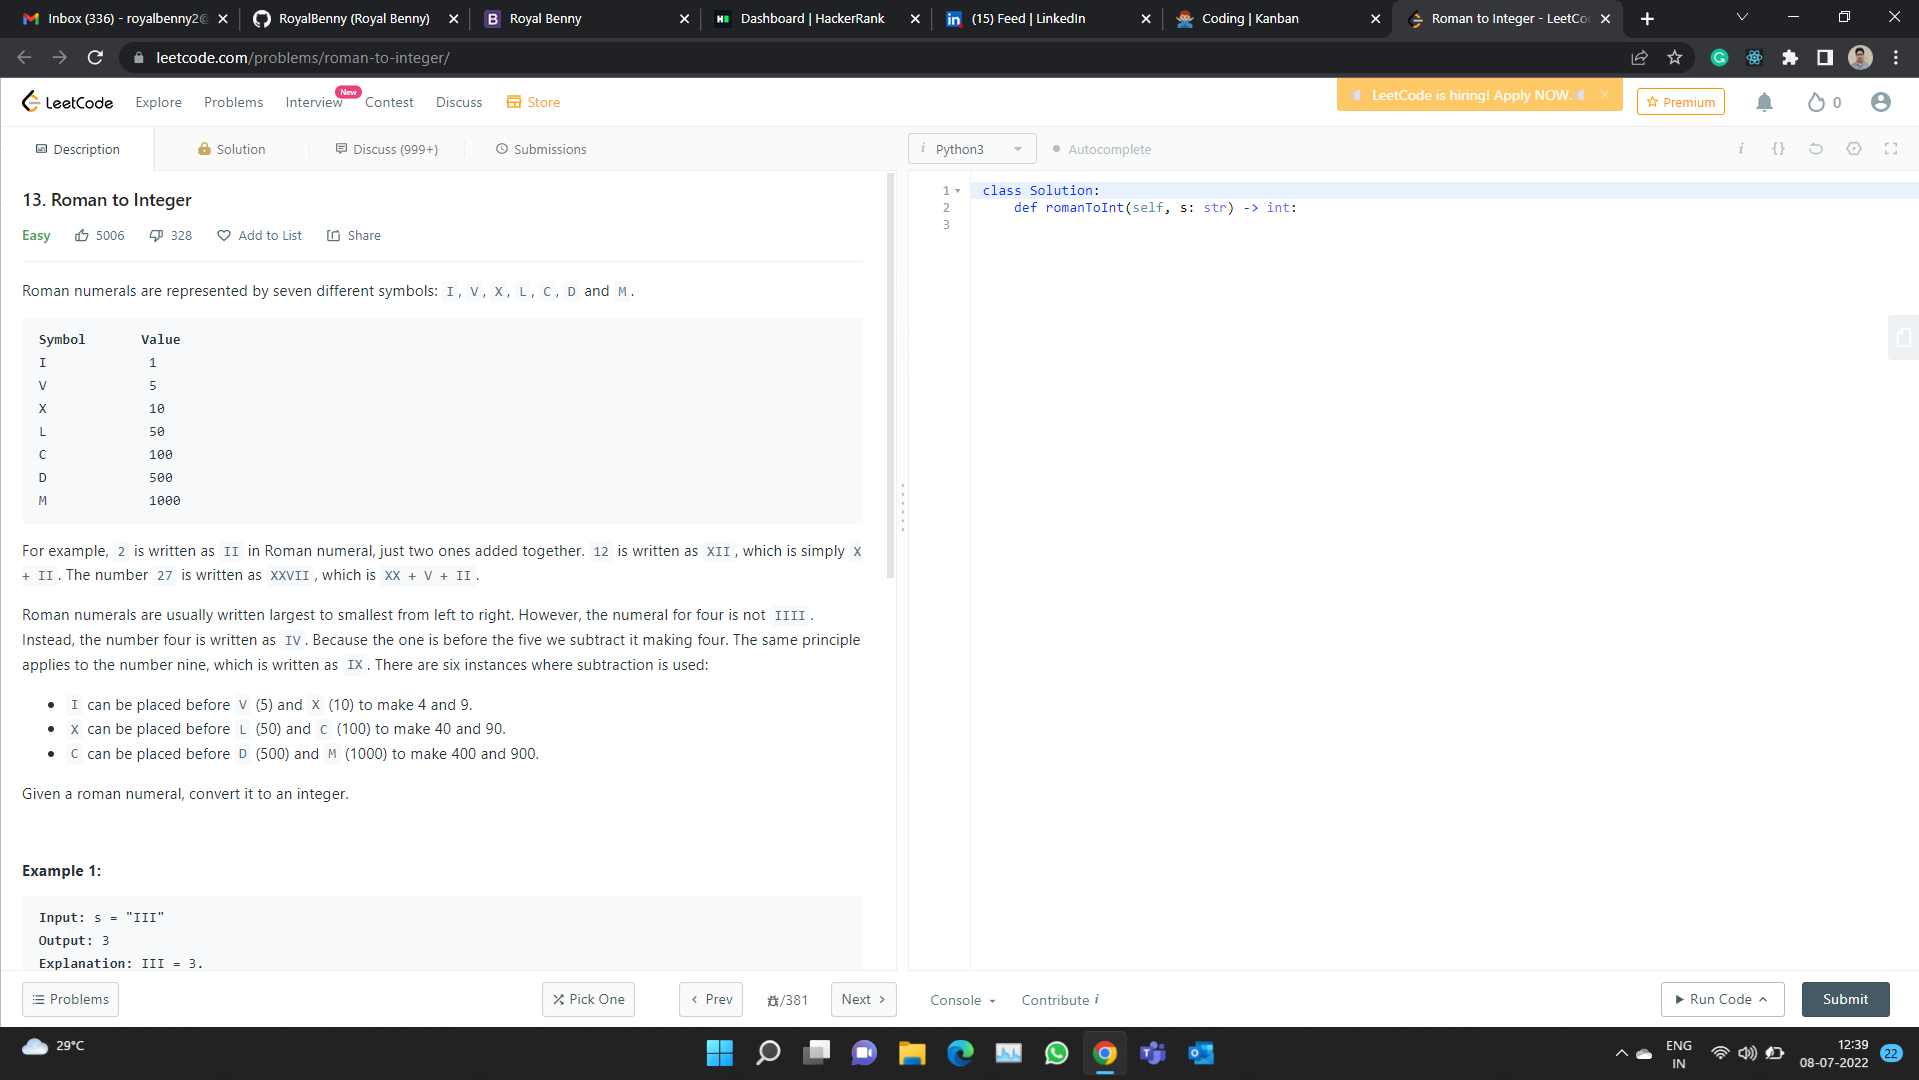 Inbox (336) - royalbenny2@
RoyalBenny (Royal Benny)
Royal Benny
Dashboard | HackerRank
(15) Feed | LinkedIn
Coding | Kanban
Roman to Integer - LeetCo
leetcode.com/problems/roman-to-integer/
LeetCode
Explore
Problems
Interview
New
Contest
Discuss
Store
LeetCode is hiring! Apply NOW.
Premium
0
Description
Solution
Discuss (999+)
Submissions
Python3
Autocomplete
13. Roman to Integer
Easy
5006
328
Add to List
Share
Roman numerals are represented by seven different symbols: I, V, X, L, C, D and M.
Symbol Value
I 1
V 5
X 10
L 50
C 100
D 500
M 1000
For example, 2 is written as II in Roman numeral, just two ones added together. 12 is written as XII, which is simply X
+ II. The number 27 is written as XXVII, which is XX + V + II.
Roman numerals are usually written largest to smallest from left to right. However, the numeral for four is not IIII.
Instead, the number four is written as IV. Because the one is before the five we subtract it making four. The same principle
applies to the number nine, which is written as IX. There are six instances where subtraction is used:
• I can be placed before V (5) and X (10) to make 4 and 9.
• X can be placed before L (50) and C (100) to make 40 and 90.
• C can be placed before D (500) and M (1000) to make 400 and 900.
Given a roman numeral, convert it to an integer.
Example 1:
Input: s = "III"
Output: 3
Explanation: III = 3.
1 class Solution:
2 def romanToInt(self, s: str) -> int:
3
Problems
Pick One
Prev
/381
Next
Console
Contribute i
Run Code
Submit
29°C
ENG
IN
12:39
08-07-2022
22